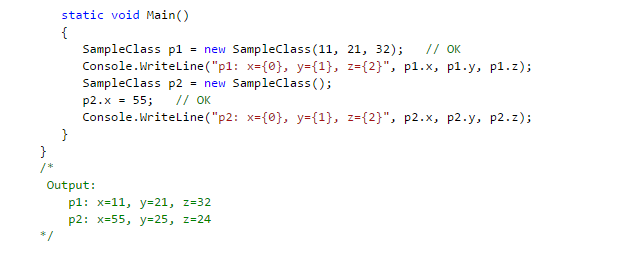 static void Main()
{
SampleClass p1 = new SampleClass(11, 21, 32);   // OK
Console.WriteLine("p1: x={0}, y={1}, z={2}", p1.x, p1.y, p1.z);
SampleClass p2 = new SampleClass();
p2.x = 55;   // OK
Console.WriteLine("p2: x={0}, y={1}, z={2}", p2.x, p2.y, p2.z);
}
}
/*
Output:
p1: x=11, y=21, z=32
p2: x=55, y=25, z=24
*/